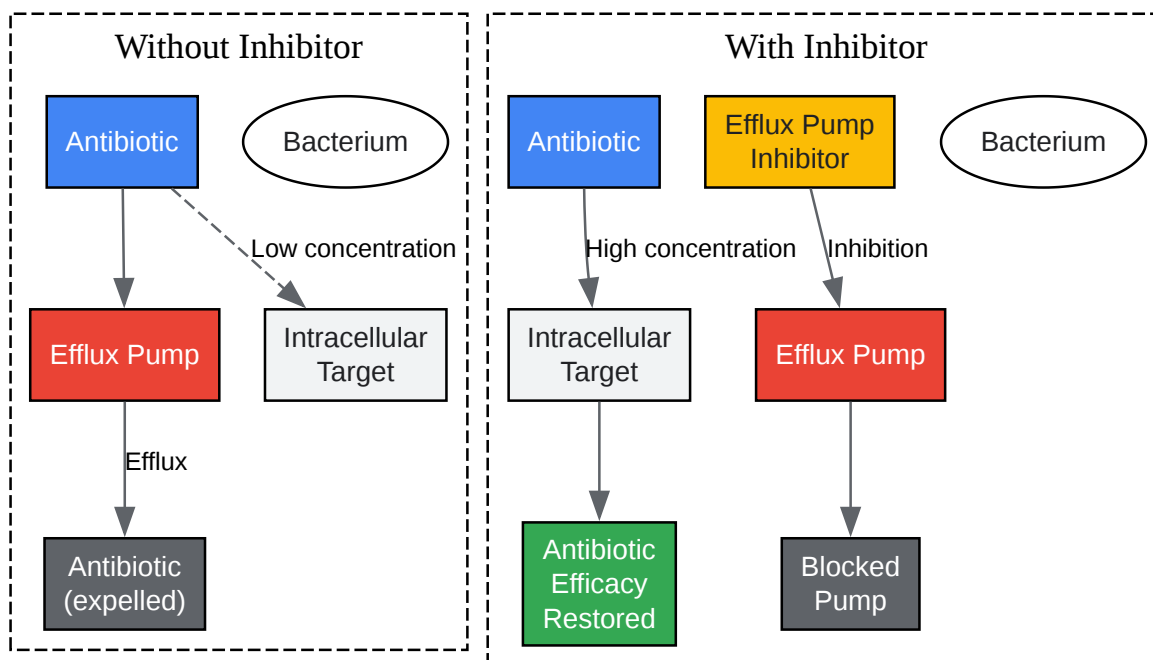 Without Inhibitor
Antibiotic
Bacterium
Low concentration
Efflux Pump
Intracellular
Target
Efflux
Antibiotic
(expelled)
With Inhibitor
Antibiotic
Efflux Pump
Inhibitor
Bacterium
High concentration
Inhibition
Intracellular
Target
Efflux Pump
Antibiotic
Efficacy
Restored
Blocked
Pump